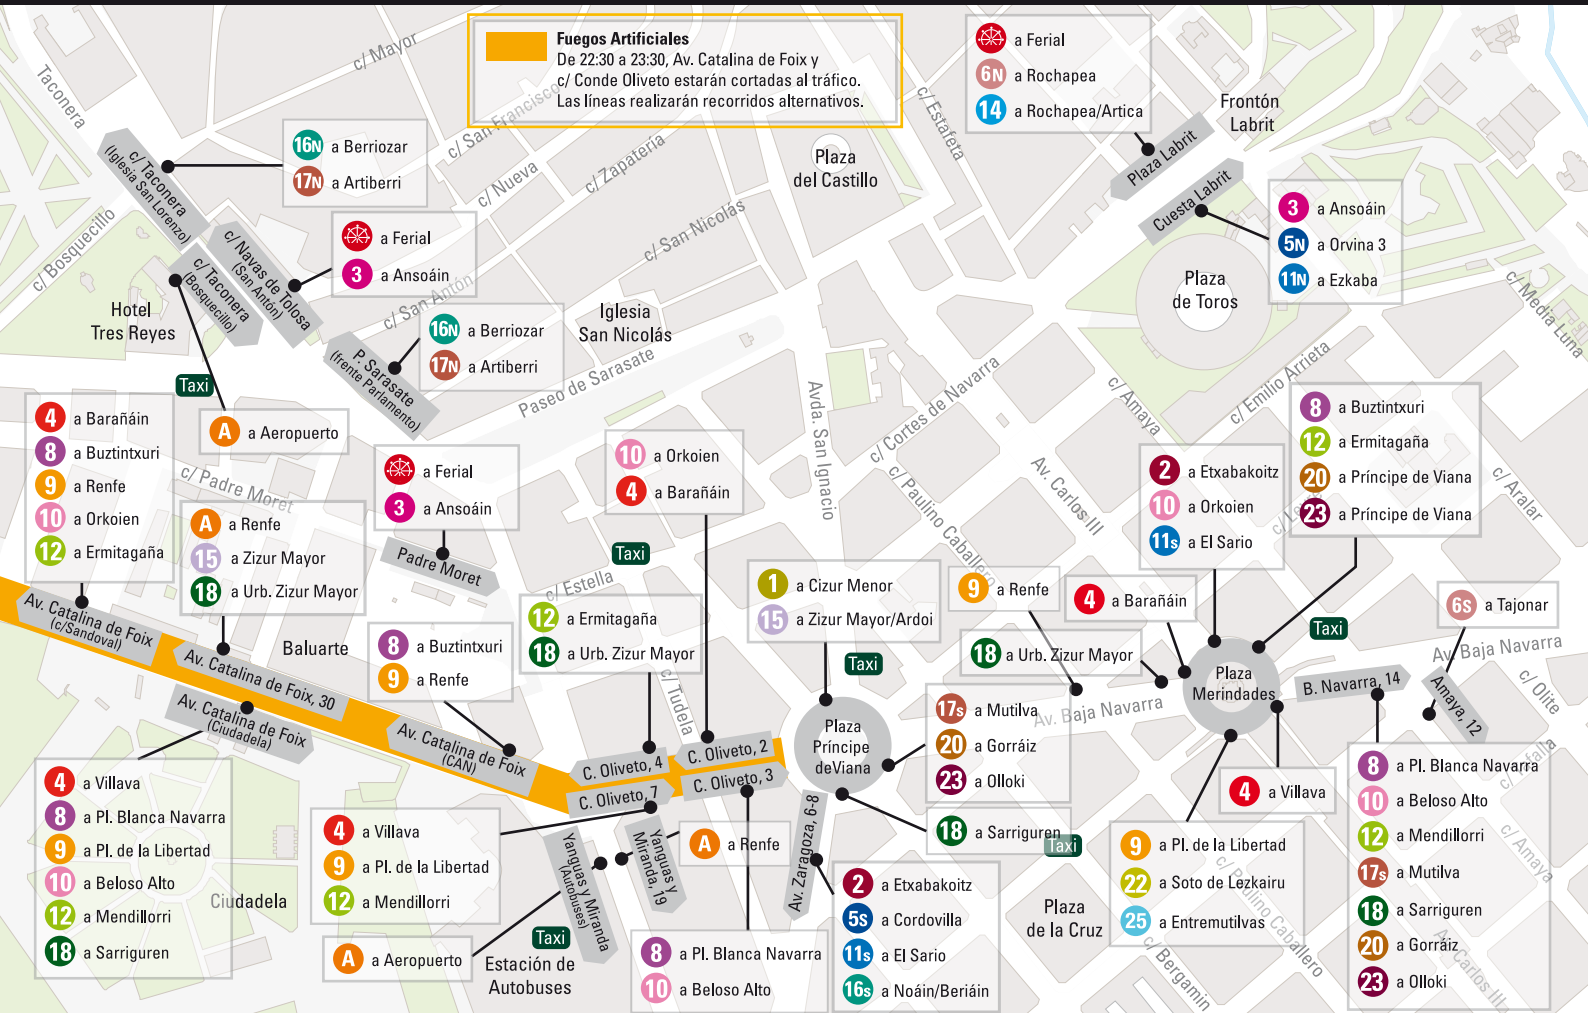 Fuegos Artificiales
De 22:30 a 23:30, Av. Catalina de Foix y
c/ Conde Oliveto estarán cortadas al tráfico.
Las líneas realizarán recorridos alternativos.
a Ferial
6N a Rochapea
14 a Rochapea/Artica
Frontón
Labrit
Plaza Labrit
Cuesta Labrit
3 a Ansoáin
5N a Orvina 3
11N a Ezkaba
Plaza
de Toros
Plaza
del Castillo
Taconera
c/ Mayor
c/ San Francisco
c/ Nueva
c/ Zapatería
c/ Estafeta
c/ San Nicolás
c/ San Antón
c/ Bosquecillo
16N a Berriozar
17N a Artiberri
c/ Taconera
(Iglesia San Lorenzo)
a Ferial
3 a Ansoáin
c/ Navas de Tolosa
(San Antón)
c/ Taconera
(Bosquecillo)
Hotel
Tres Reyes
Iglesia
San Nicolás
16N a Berriozar
17N a Artiberri
P. Sarasate
(frente Parlamento)
Paseo de Sarasate
Taxi
A a Aeropuerto
c/ Media Luna
c/ Emilio Arrieta
c/ Amaya
c/ Cortes de Navarra
Avda. San Ignacio
c/ Paulino Caballero
Av. Carlos III
c/ Aralar
4 a Barañáin
8 a Buztintxuri
9 a Renfe
10 a Orkoien
12 a Ermitagaña
c/ Padre Moret
A a Renfe
15 a Zizur Mayor
18 a Urb. Zizur Mayor
a Ferial
3 a Ansoáin
Padre Moret
10 a Orkoien
4 a Barañáin
Taxi
c/ Estella
8 a Buztintxuri
12 a Ermitagaña
20 a Príncipe de Viana
23 a Príncipe de Viana
2 a Etxabakoitz
10 a Orkoien
11s a El Sario
1 a Cizur Menor
15 a Zizur Mayor/Ardoi
9 a Renfe
4 a Barañáin
6s a Tajonar
Taxi
Av. Baja Navarra
12 a Ermitagaña
18 a Urb. Zizur Mayor
18 a Urb. Zizur Mayor
Taxi
Av. Catalina de Foix
(c/Sandoval)
Baluarte
8 a Buztintxuri
9 a Renfe
Av. Catalina de Foix, 30
Av. Catalina de Foix
(Ciudadela)
Av. Catalina de Foix
(CAN)
c/ Tudela
C. Oliveto, 4
C. Oliveto, 2
C. Oliveto, 7
C. Oliveto, 3
Plaza
Príncipe
deViana
Av. Baja Navarra
Plaza
Merindades
B. Navarra, 14
Amaya, 12
c/ Olite
17s a Mutilva
20 a Gorráiz
23 a Olloki
18 a Sarriguren
Taxi
4 a Villava
4 a Villava
8 a Pl. Blanca Navarra
9 a Pl. de la Libertad
10 a Beloso Alto
12 a Mendillorri
18 a Sarriguren
Ciudadela
4 a Villava
9 a Pl. de la Libertad
12 a Mendillorri
A a Aeropuerto
Yanguas y Miranda
(Autobuses)
Yanguas y
Miranda, 19
A a Renfe
Av. Zaragoza, 6-8
Taxi
Estación de
Autobuses
8 a Pl. Blanca Navarra
10 a Beloso Alto
2 a Etxabakoitz
5s a Cordovilla
11s a El Sario
16s a Noáin/Beriáin
Plaza
de la Cruz
9 a Pl. de la Libertad
22 a Soto de Lezkairu
25 a Entremutilvas
c/ Paulino Caballero
c/ Bergamin
8 a Pl. Blanca Navarra
10 a Beloso Alto
12 a Mendillorri
17s a Mutilva
18 a Sarriguren
20 a Gorráiz
23 a Olloki
c/ Amaya
Av. Carlos III